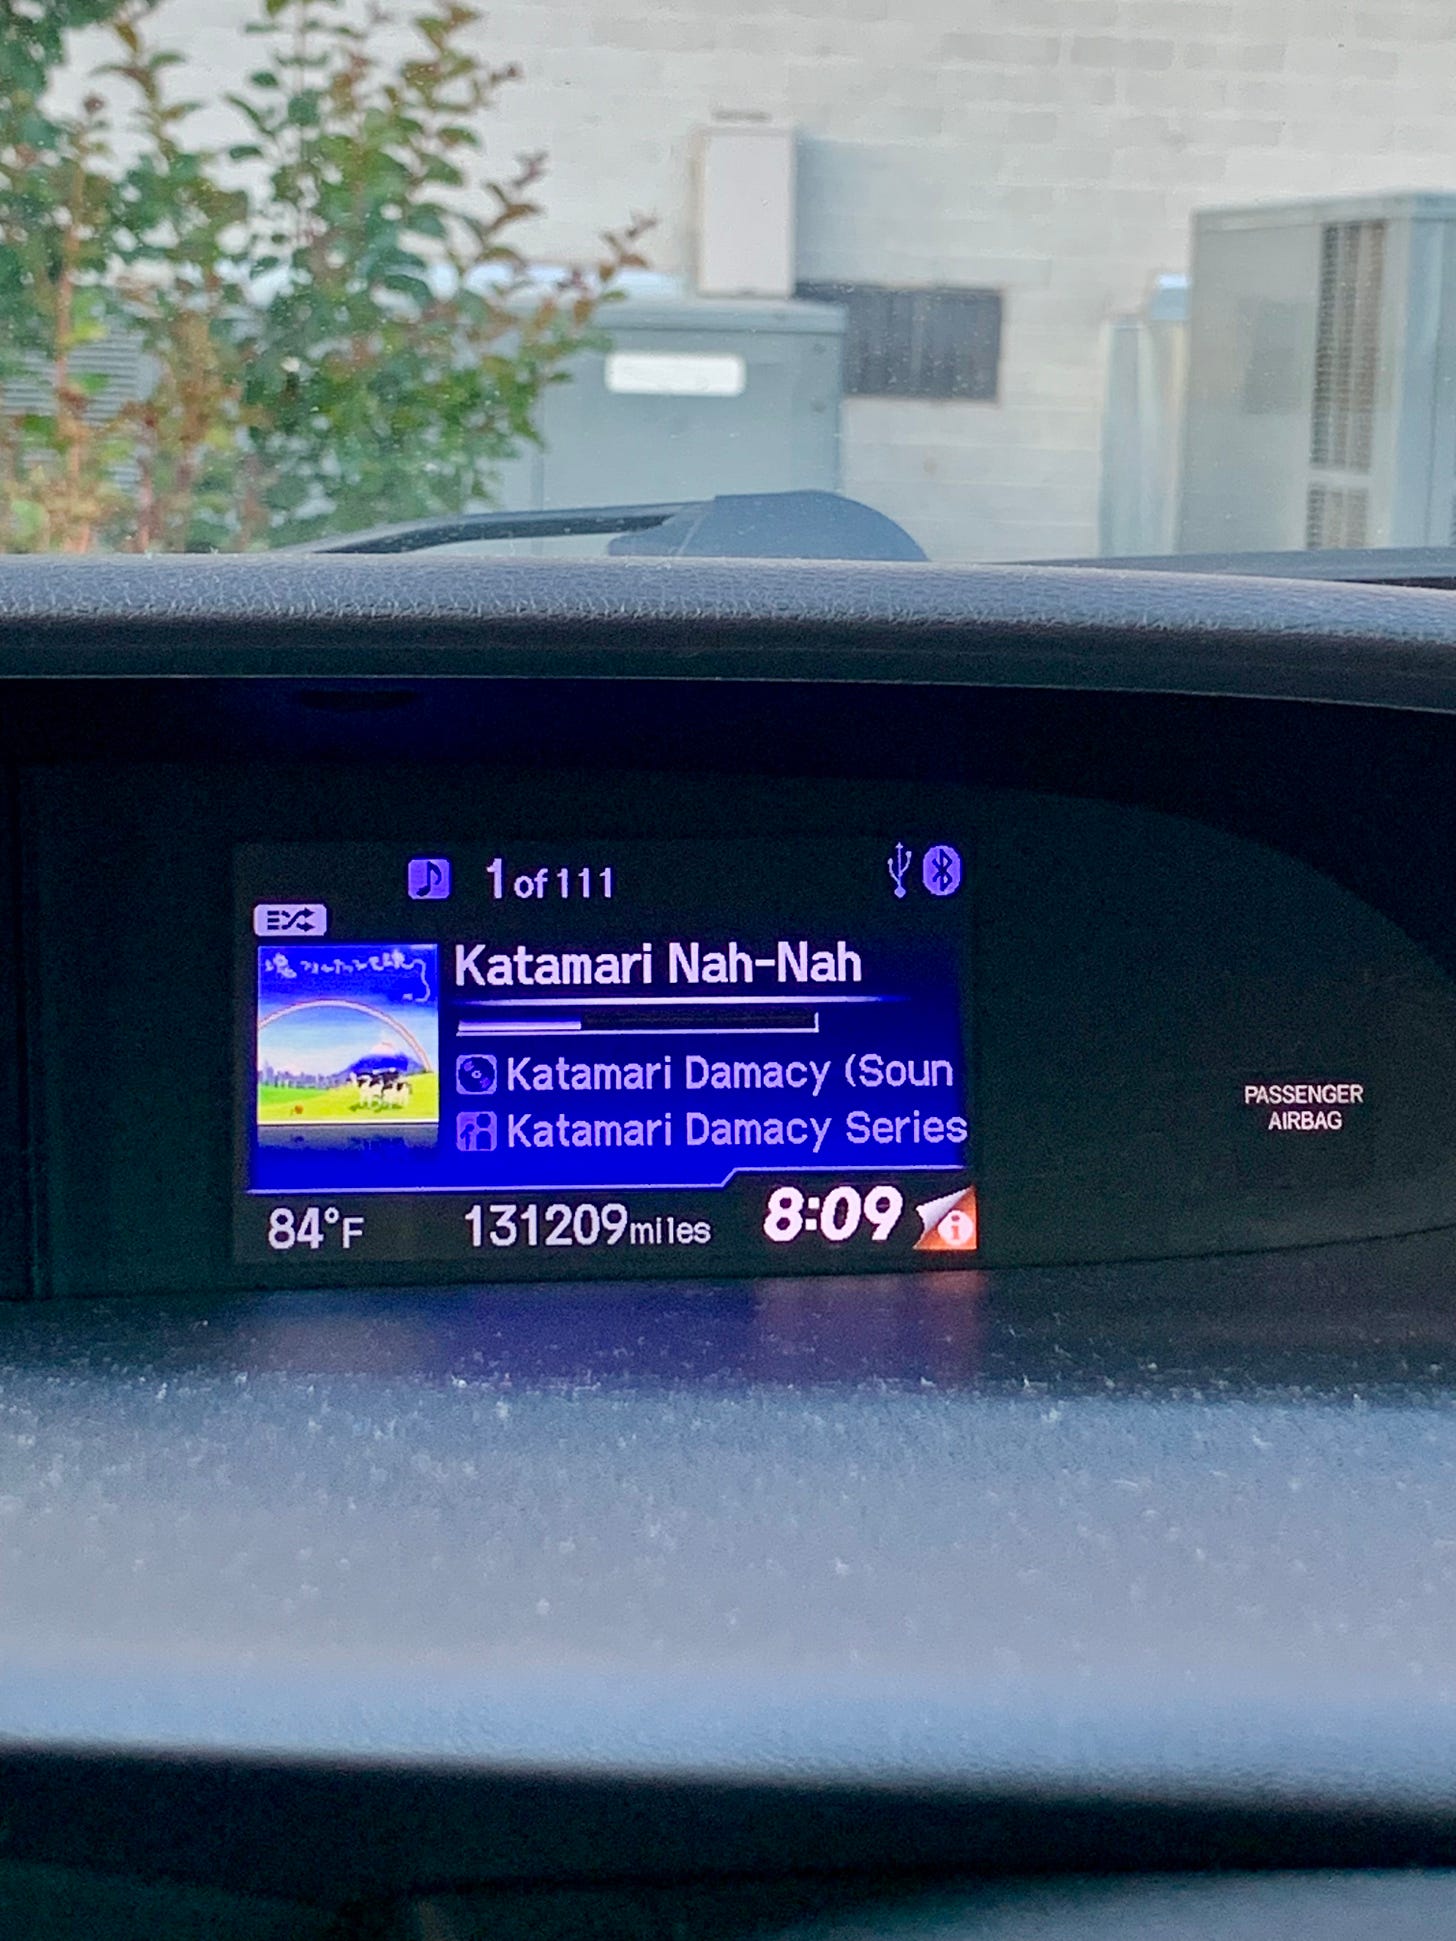 1 of 111
Katamari Nah-Nah
Katamari Damacy (Soun
Katamari Damacy Series
84°F 131209miles 8:09
PASSENGER
AIRBAG